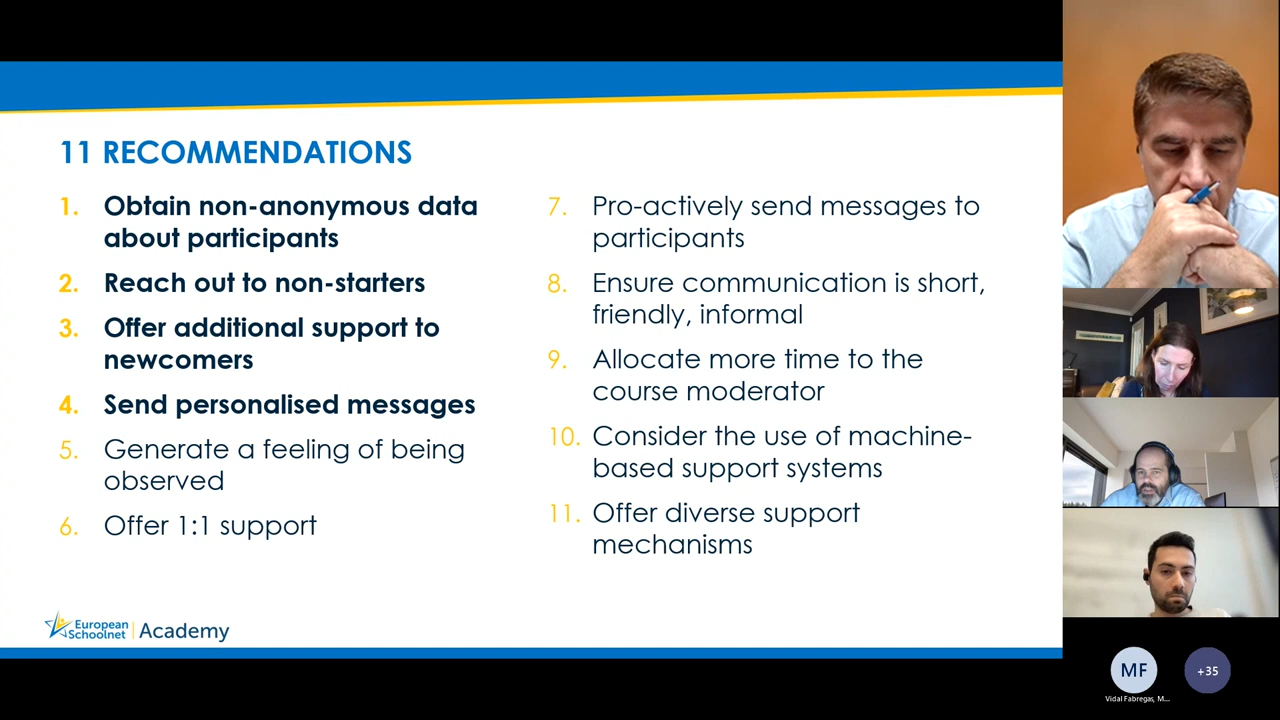 11 RECOMMENDATIONS
1. Obtain non-anonymous data
about participants
2. Reach out to non-starters
3. Offer additional support to
newcomers
4. Send personalised messages
5. Generate a feeling of being
observed
6. Offer 1:1 support
7. Pro-actively send messages to
participants
8. Ensure communication is short,
friendly, informal
9. Allocate more time to the
course moderator
10. Consider the use of machine-
based support systems
11. Offer diverse support
mechanisms
European
Schoolnet
Academy
MF
+35
Vidal Fabregas, M...